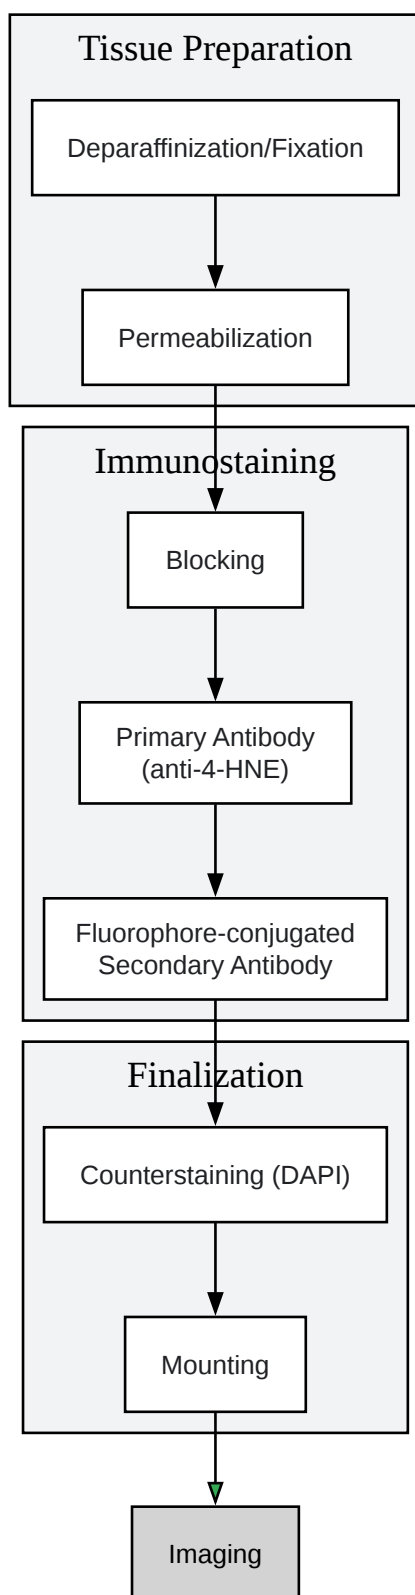 Tissue Preparation
Deparaffinization/Fixation
Permeabilization
Immunostaining
Blocking
Primary Antibody
(anti-4-HNE)
Fluorophore-conjugated
Secondary Antibody
Finalization
Counterstaining (DAPI)
Mounting
Imaging